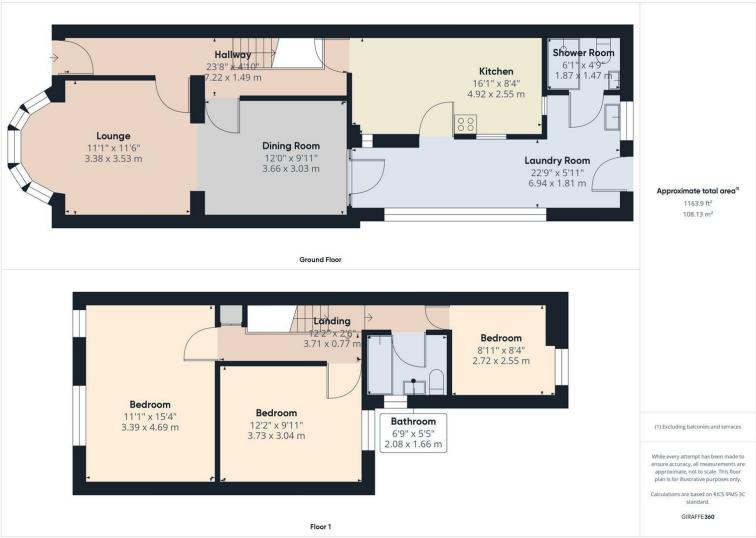 Hallway
23'8" x 4'10"
7.22 x 1.49 m
Kitchen
16'1" x 8'4"
4.92 x 2.55 m
Shower Room
6'1" x 4'9"
1.87 x 1.47 m
Lounge
11'1" x 11'6"
3.38 x 3.53 m
Dining Room
12'0" x 9'11"
3.66 x 3.03 m
Laundry Room
22'9" x 5'11"
6.94 x 1.81 m
Ground Floor
Landing
12'2" x 2'6"
3.71 x 0.77 m
Bedroom
8'11" x 8'4"
2.72 x 2.55 m
Bedroom
11'1" x 15'4"
3.39 x 4.69 m
Bedroom
12'2" x 9'11"
3.73 x 3.04 m
Bathroom
6'9" x 5'5"
2.08 x 1.66 m
Floor 1
Approximate total area(1)
1163.9 ft²
108.13 m²
(1) Excluding balconies and terraces
While every attempt has been made to
ensure accuracy, all measurements are
approximate, not to scale. This floor
plan is for illustrative purposes only.
Calculations are based on RICS IPMS 3C
standard.
GIRAFFE360